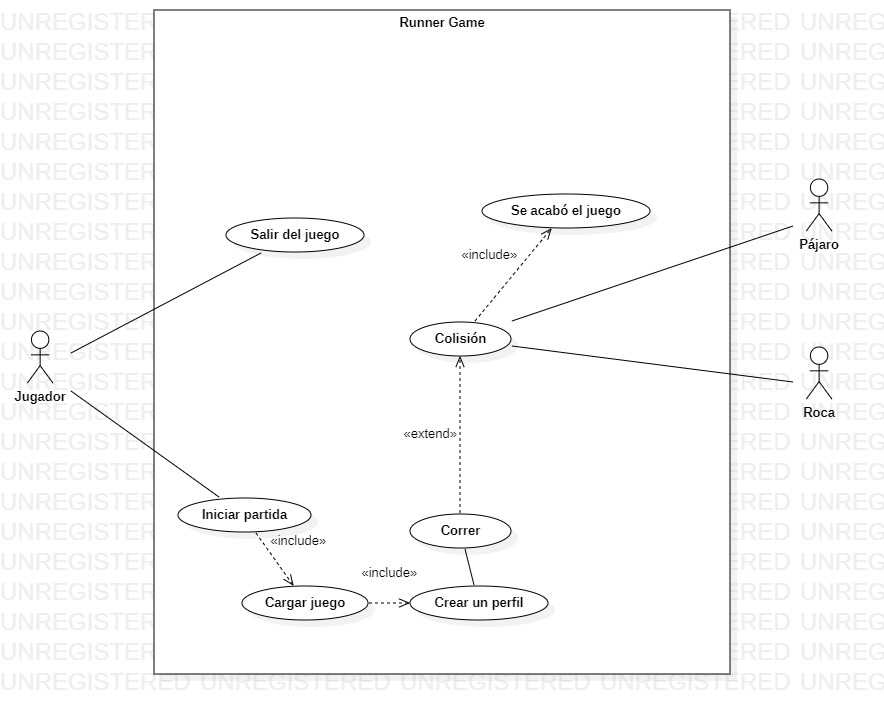 Runner Game
Se acabó el juego
Salir del juego
Pájaro
«include»
Colisión
Jugador
Roca
«extend»
Iniciar partida
Correr
«include»
«include»
Cargar juego
Crear un perfil
UNREGISTERED UNREGISTERED UNREGISTERED UNREGISTERED UNREG